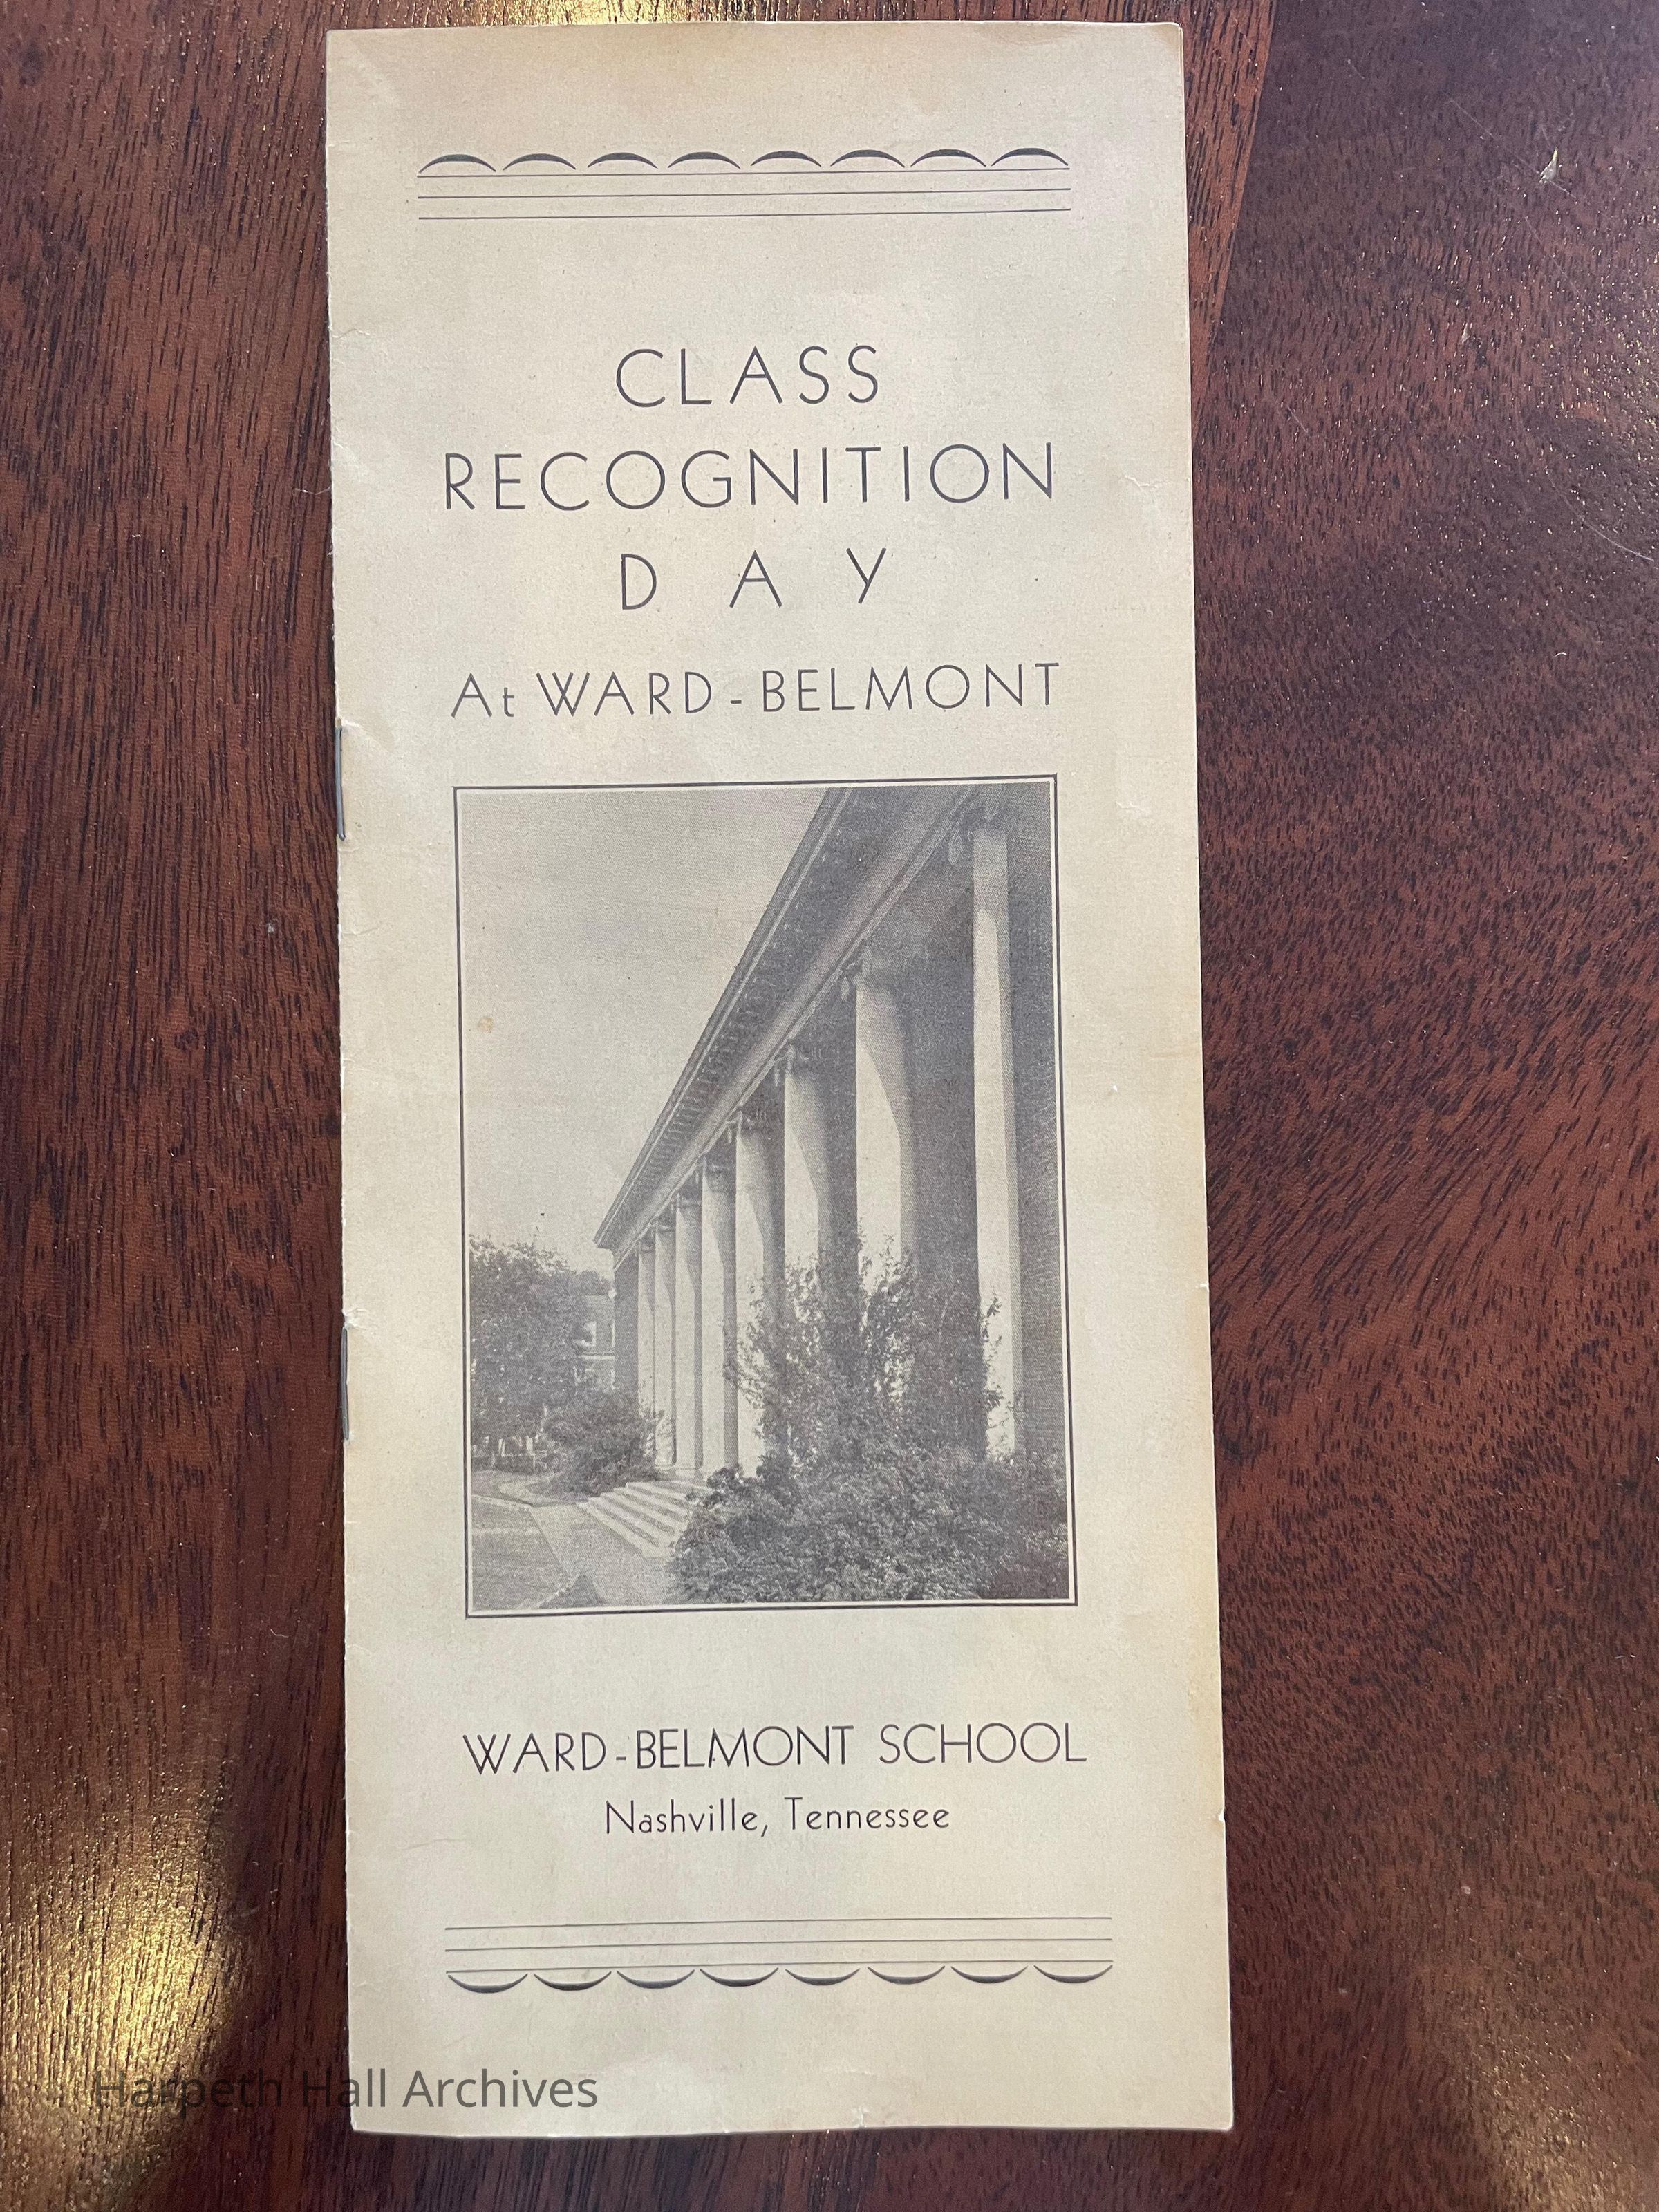 CLASS
RECOGNITION
DAY
At WARD-BELMONT
WARD-BELMONT SCHOOL
Nashville, Tennessee
Harpeth Hall Archives